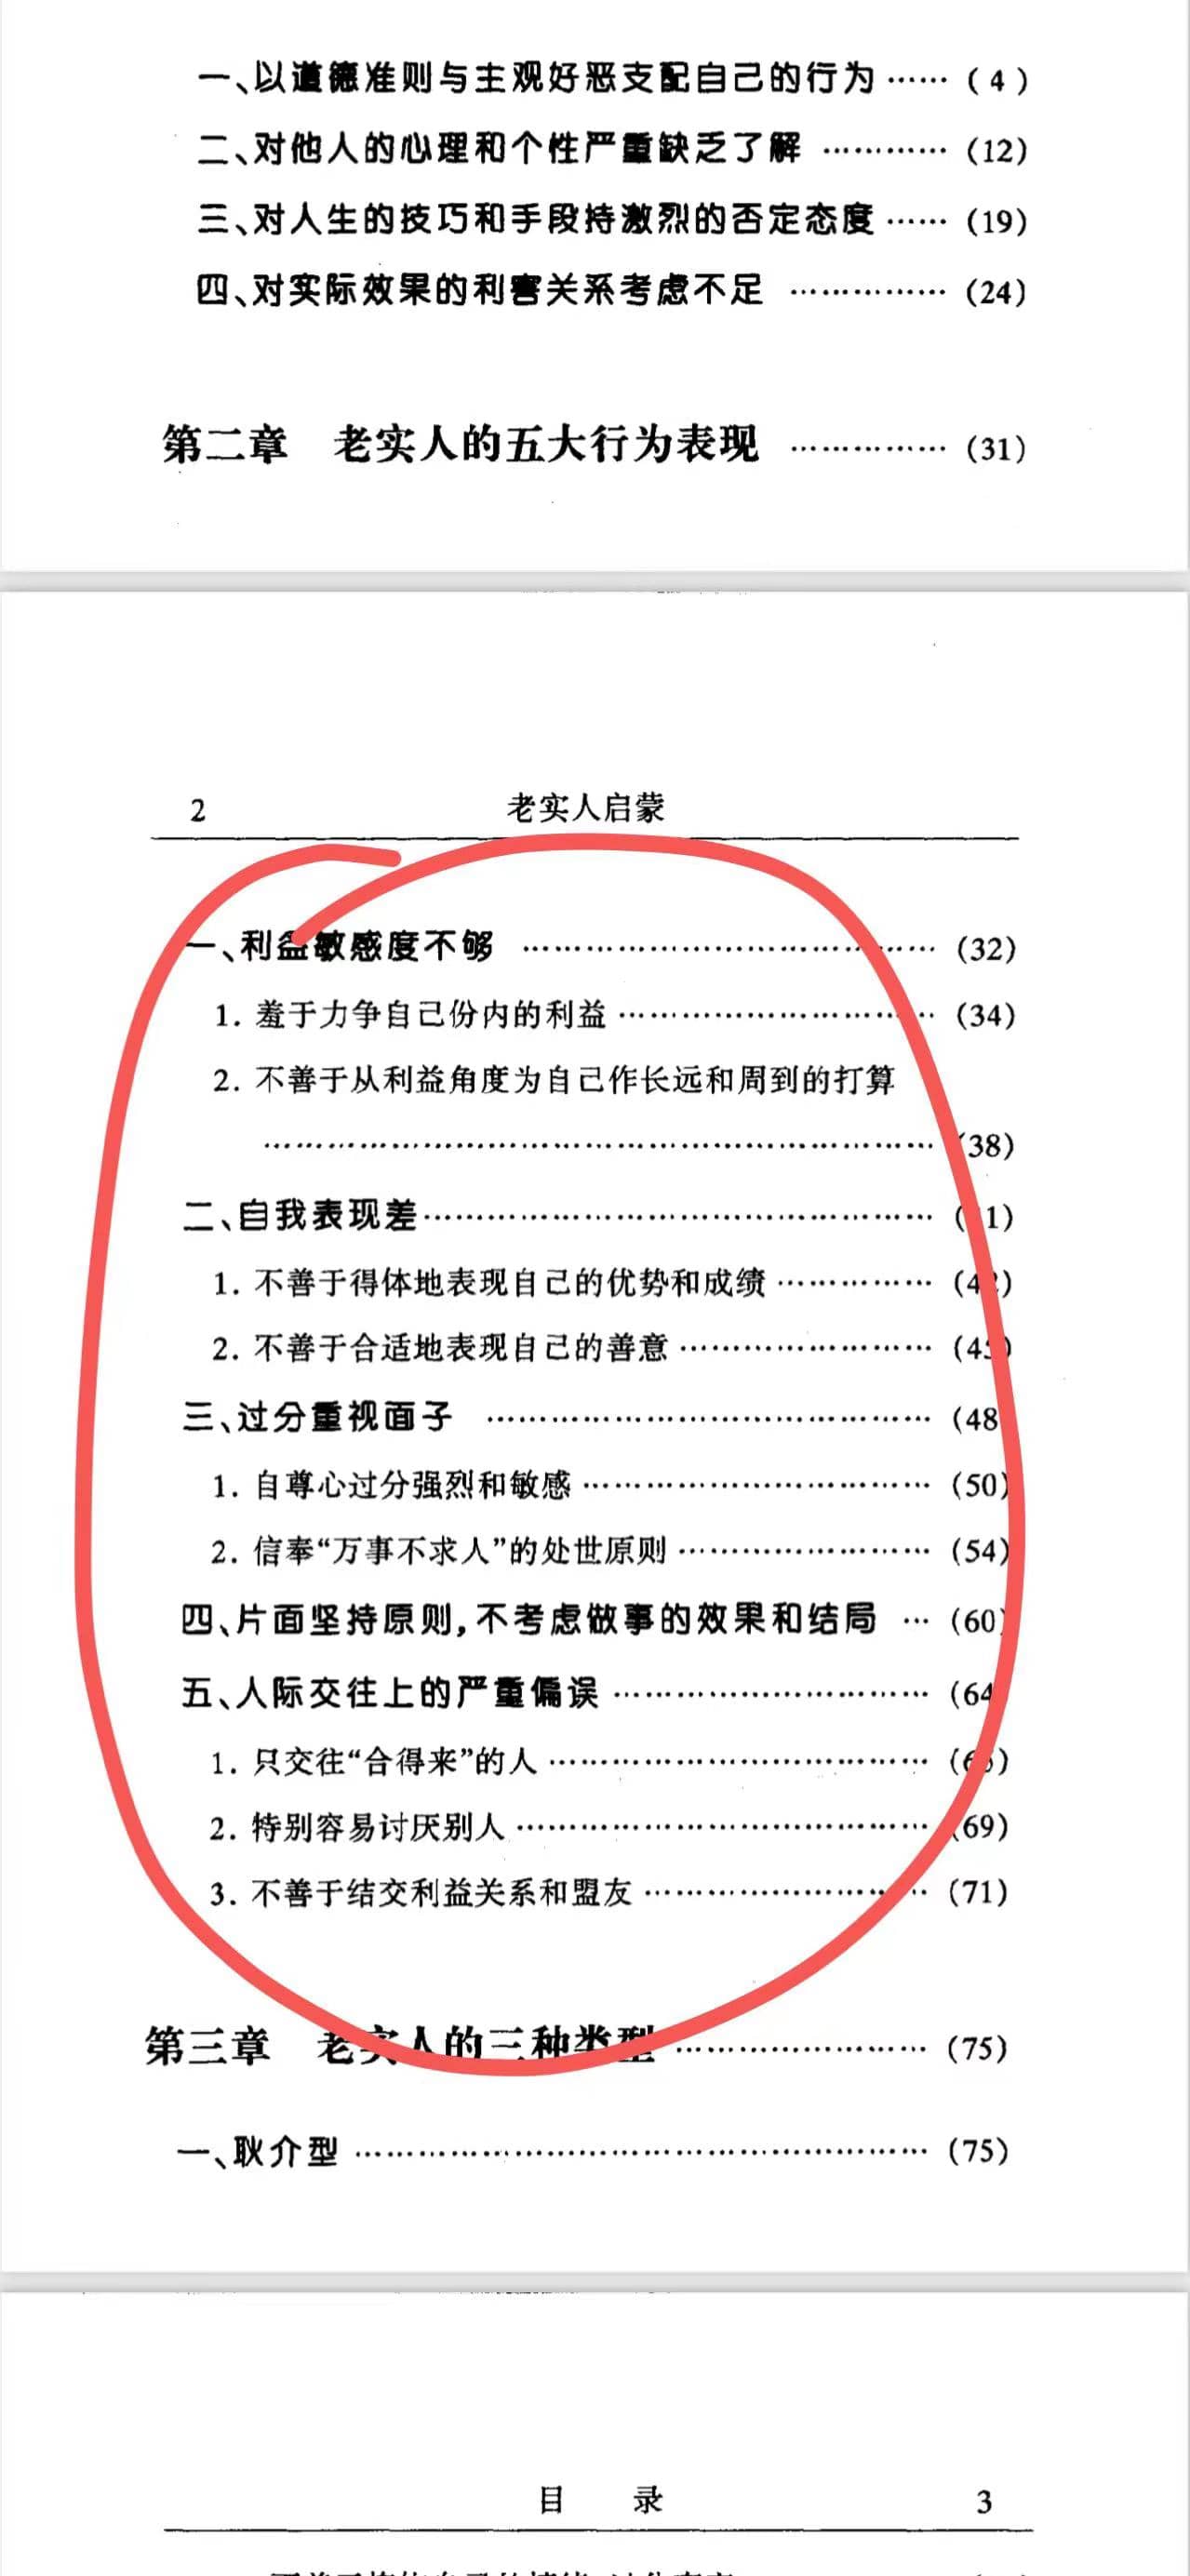 一、以道德准则与主观好恶支配自己的行为 …… ( 4 )
二、对他人的心理和个性严重缺乏了解 ………… (12)
三、对人生的技巧和手段持激烈的否定态度 …… (19)
四、对实际效果的利害关系考虑不足 …………… (24)
第二章 老实人的五大行为表现 …………… (31)
2 老实人启蒙
一、利益敏感度不够 …………………………………… (32)
1. 羞于力争自己份内的利益 ………………………… (34)
2. 不善于从利益角度为自己作长远和周到的打算
………………………………………………………… (38)
二、自我表现差…………………………………………… (41)
1. 不善于得体地表现自己的优势和成绩 …………… (42)
2. 不善于合适地表现自己的善意 …………………… (45)
三、过分重视面子 ……………………………………… (48
1. 自尊心过分强烈和敏感 …………………………… (50)
2. 信奉“万事不求人”的处世原则 …………………… (54)
四、片面坚持原则,不考虑做事的效果和结局 … (60)
五、人际交往上的严重偏误 ………………………… (64
1. 只交往“合得来”的人 ………………………………
2. 特别容易讨厌别人 ………………………………… (69)
3. 不善于结交利益关系和盟友 ……………………… (71)
第三章 老实人的三种类型 …………………… (75)
一、耿介型 ………………………………………………… (75)
目 录 3